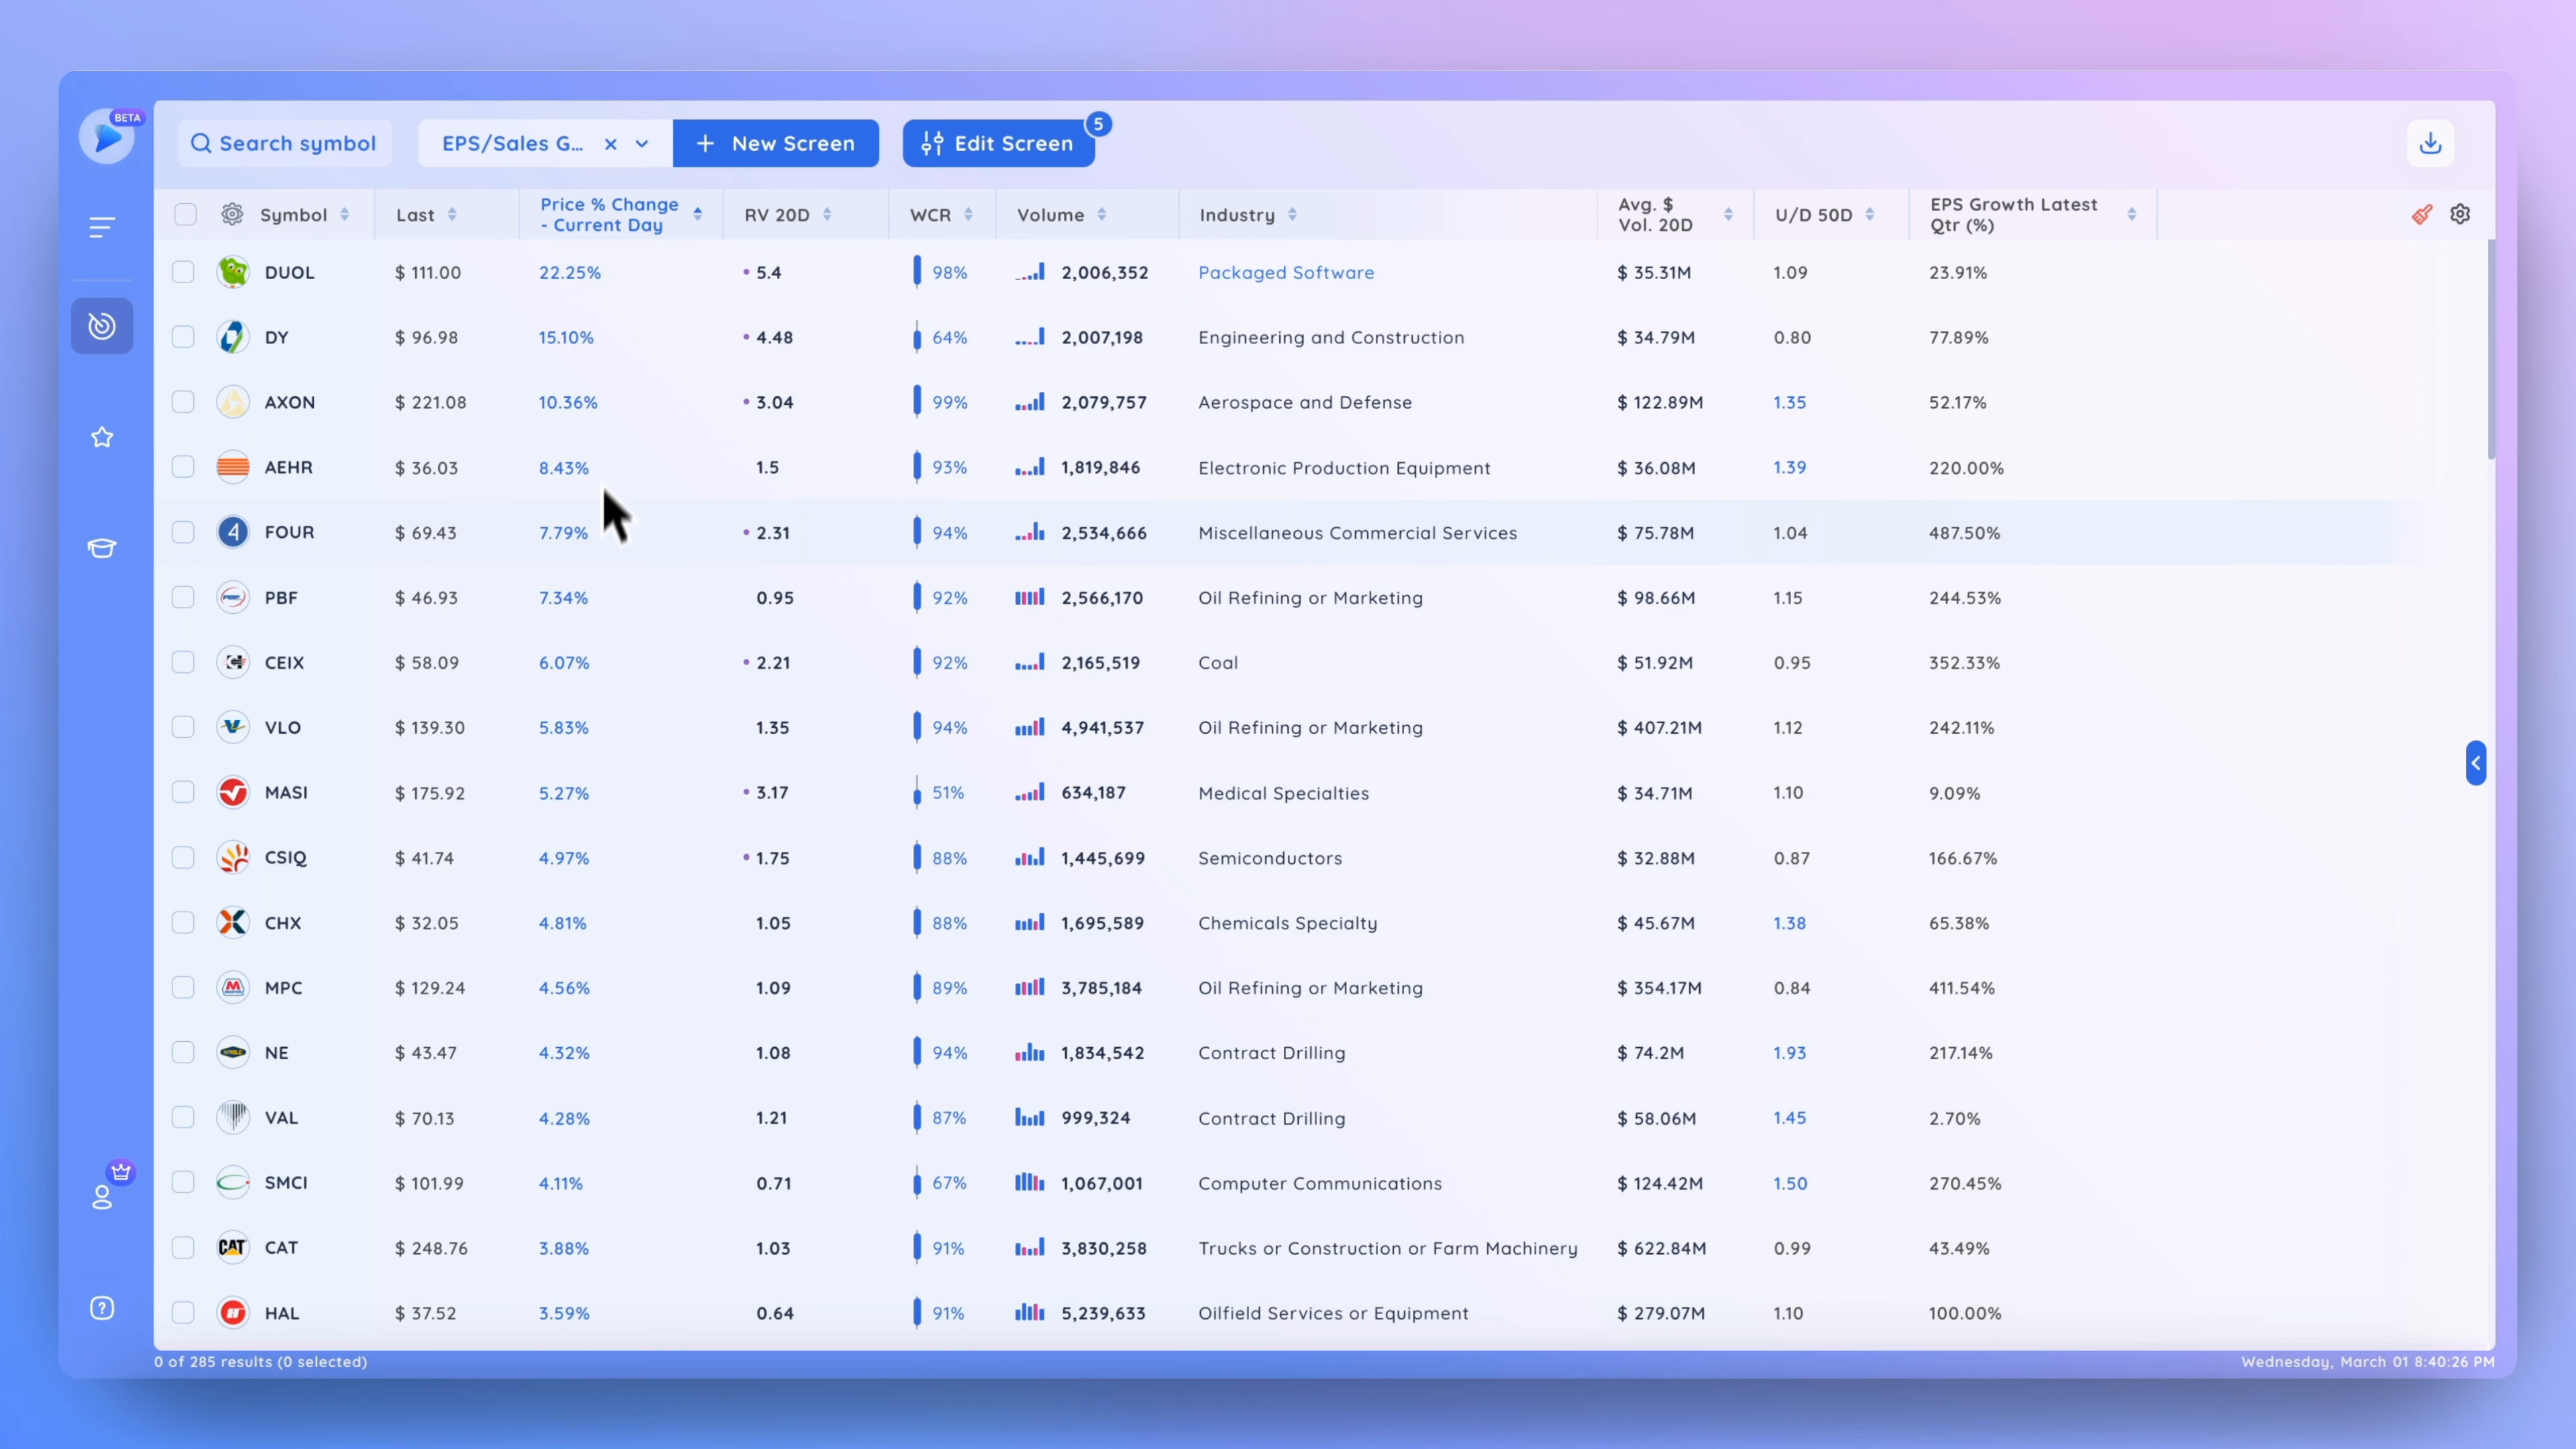 BETA
Search symbol
EPS/Sales G...
New Screen
Edit Screen
5
Symbol Last Price % Change - Current Day RV 20D WCR Volume Industry Avg. $ Vol. 20D U/D 50D EPS Growth Latest Qtr (%)
DUOL $ 111.00 22.25% 5.4 98% 2,006,352 Packaged Software $ 35.31M 1.09 23.91%
DY $ 96.98 15.10% 4.48 64% 2,007,198 Engineering and Construction $ 34.79M 0.80 77.89%
AXON $ 221.08 10.36% 3.04 99% 2,079,757 Aerospace and Defense $ 122.89M 1.35 52.17%
AEHR $ 36.03 8.43% 1.5 93% 1,819,846 Electronic Production Equipment $ 36.08M 1.39 220.00%
4 FOUR $ 69.43 7.79% 2.31 94% 2,534,666 Miscellaneous Commercial Services $ 75.78M 1.04 487.50%
PBF $ 46.93 7.34% 0.95 92% 2,566,170 Oil Refining or Marketing $ 98.66M 1.15 244.53%
CEIX $ 58.09 6.07% 2.21 92% 2,165,519 Coal $ 51.92M 0.95 352.33%
VLO $ 139.30 5.83% 1.35 94% 4,941,537 Oil Refining or Marketing $ 407.21M 1.12 242.11%
MASI $ 175.92 5.27% 3.17 51% 634,187 Medical Specialties $ 34.71M 1.10 9.09%
CSIQ $ 41.74 4.97% 1.75 88% 1,445,699 Semiconductors $ 32.88M 0.87 166.67%
CHX $ 32.05 4.81% 1.05 88% 1,695,589 Chemicals Specialty $ 45.67M 1.38 65.38%
MPC $ 129.24 4.56% 1.09 89% 3,785,184 Oil Refining or Marketing $ 354.17M 0.84 411.54%
NE $ 43.47 4.32% 1.08 94% 1,834,542 Contract Drilling $ 74.2M 1.93 217.14%
VAL $ 70.13 4.28% 1.21 87% 999,324 Contract Drilling $ 58.06M 1.45 2.70%
SMCI $ 101.99 4.11% 0.71 67% 1,067,001 Computer Communications $ 124.42M 1.50 270.45%
CAT CAT $ 248.76 3.88% 1.03 91% 3,830,258 Trucks or Construction or Farm Machinery $ 622.84M 0.99 43.49%
HAL $ 37.52 3.59% 0.64 91% 5,239,633 Oilfield Services or Equipment $ 279.07M 1.10 100.00%
0 of 285 results (0 selected)
Wednesday, March 01 8:40:26 PM